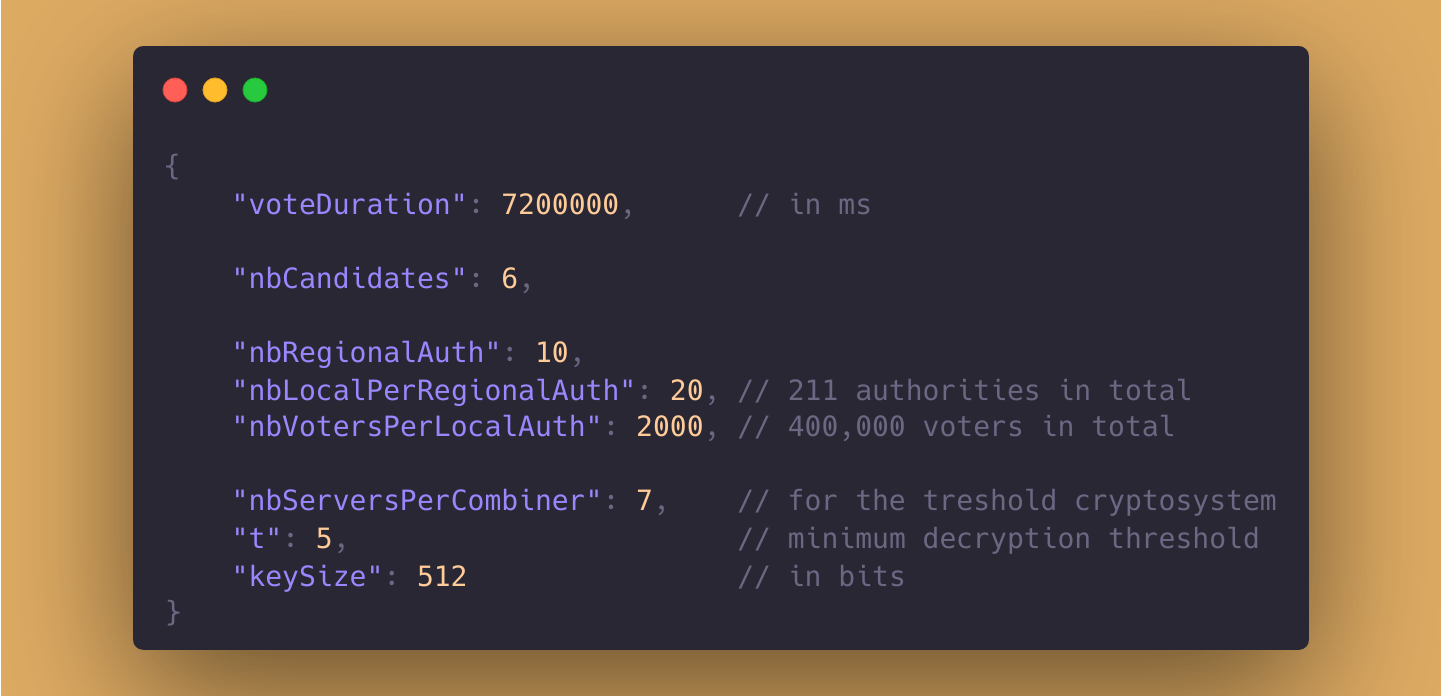 {
    "voteDuration": 7200000,      // in ms
    "nbCandidates": 6,
    "nbRegionalAuth": 10,
    "nbLocalPerRegionalAuth": 20, // 211 authorities in total
    "nbVotersPerLocalAuth": 2000, // 400,000 voters in total
    "nbServersPerCombiner": 7,    // for the treshold cryptosystem
    "t": 5,                       // minimum decryption threshold
    "keySize": 512                // in bits
}